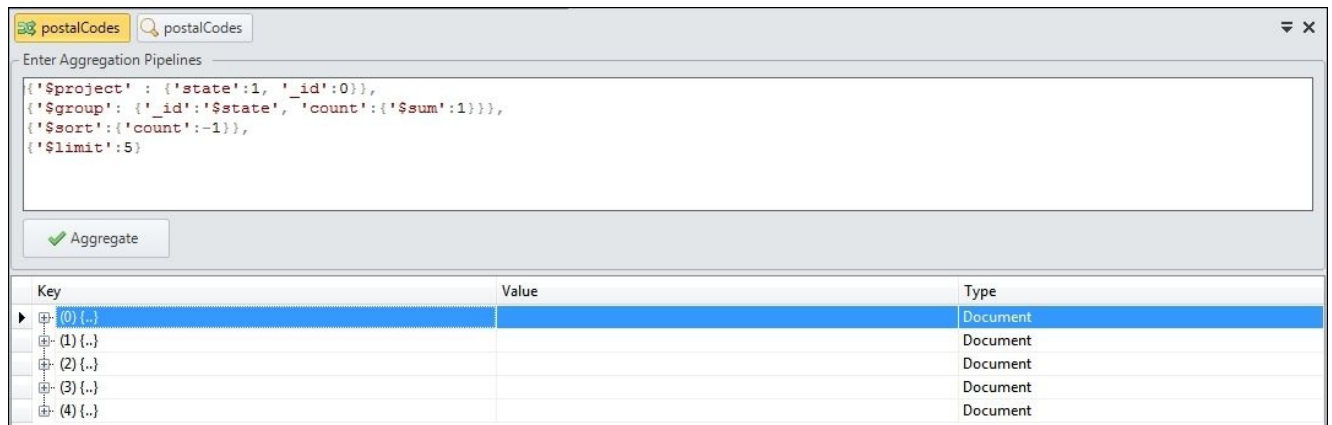 postalCodes postalCodes
Enter Aggregation Pipelines
{'$project' : {'state':1, '_id':0}},
{'$group': {'_id':'$state', 'count':{'$sum':1}}},
{'$sort':{'count':-1}},
{'$limit':5}
Aggregate
Key Value Type
(0) {..} Document
(1) {..} Document
(2) {..} Document
(3) {..} Document
(4) {..} Document